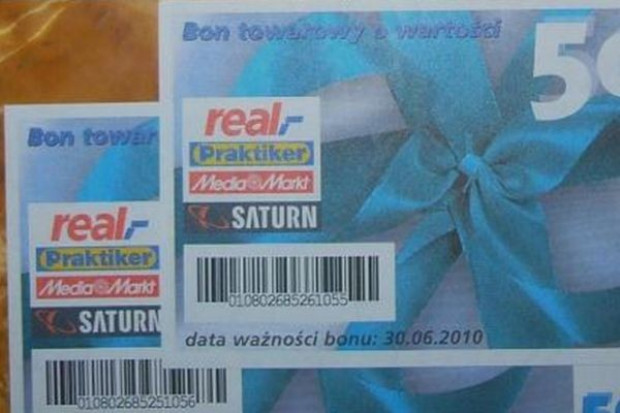 Bon towarowy o wartości
5
real,-
Praktiker
Media Markt
SATURN
010802685261055
data ważności bonu: 30.06.2010
Bon towar
real,-
Praktiker
Media Markt
SATURN
010802685251056